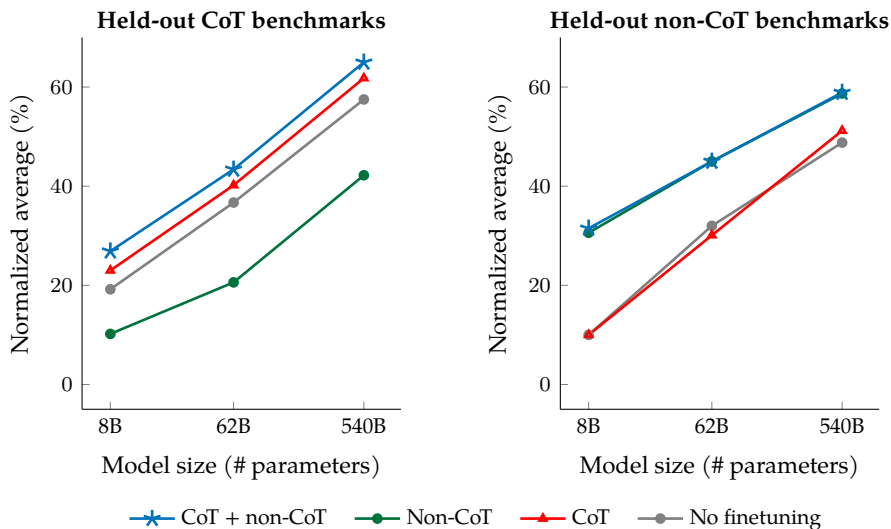 Held-out CoT benchmarks
Normalized average (%)
60
40
20
0
8B 62B 540B
Model size (# parameters)
Held-out non-CoT benchmarks
Normalized average (%)
60
40
20
0
8B 62B 540B
Model size (# parameters)
CoT + non-CoT Non-CoT CoT No finetuning